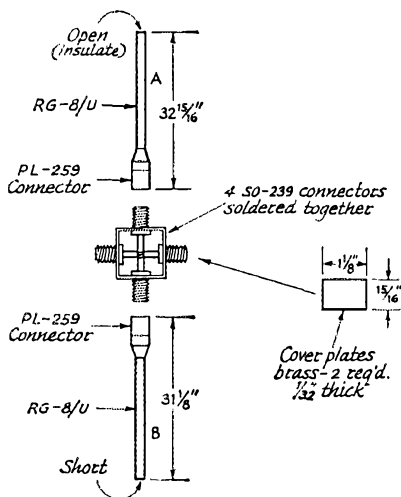 Open
(insulate)
A
RG-8/U
32 15/16"
PL-259
Connector
4 SO-239 connectors
soldered together
1 1/8"
15/16"
PL-259
Connector
Cover plates
brass-2 req'd.
1/32" thick
31 1/8"
RG-8/U
B
Short